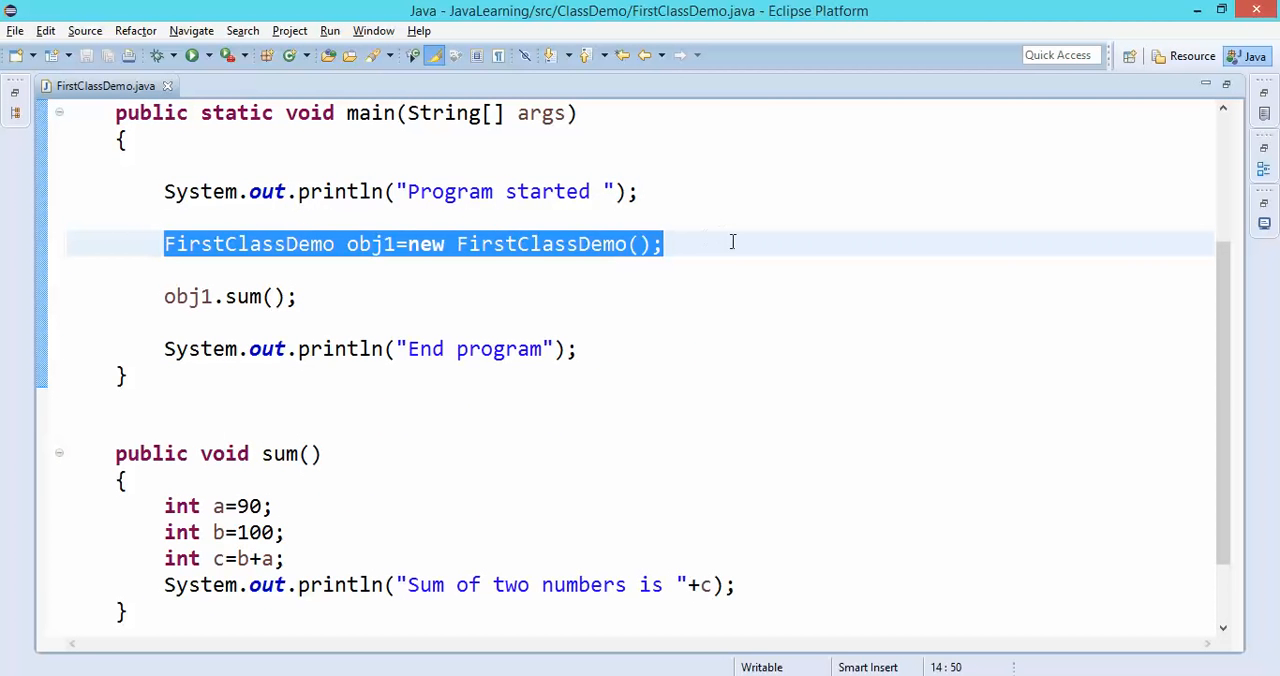 Java - JavaLearning/src/ClassDemo/FirstClassDemo.java - Eclipse Platform
File Edit Source Refactor Navigate Search Project Run Window Help
Quick Access Resource Java
FirstClassDemo.java
public static void main(String[] args)
{
System.out.println("Program started ");
FirstClassDemo obj1=new FirstClassDemo();
obj1.sum();
System.out.println("End program");
}
public void sum()
{
int a=90;
int b=100;
int c=b+a;
System.out.println("Sum of two numbers is "+c);
}
Writable Smart Insert 14 : 50